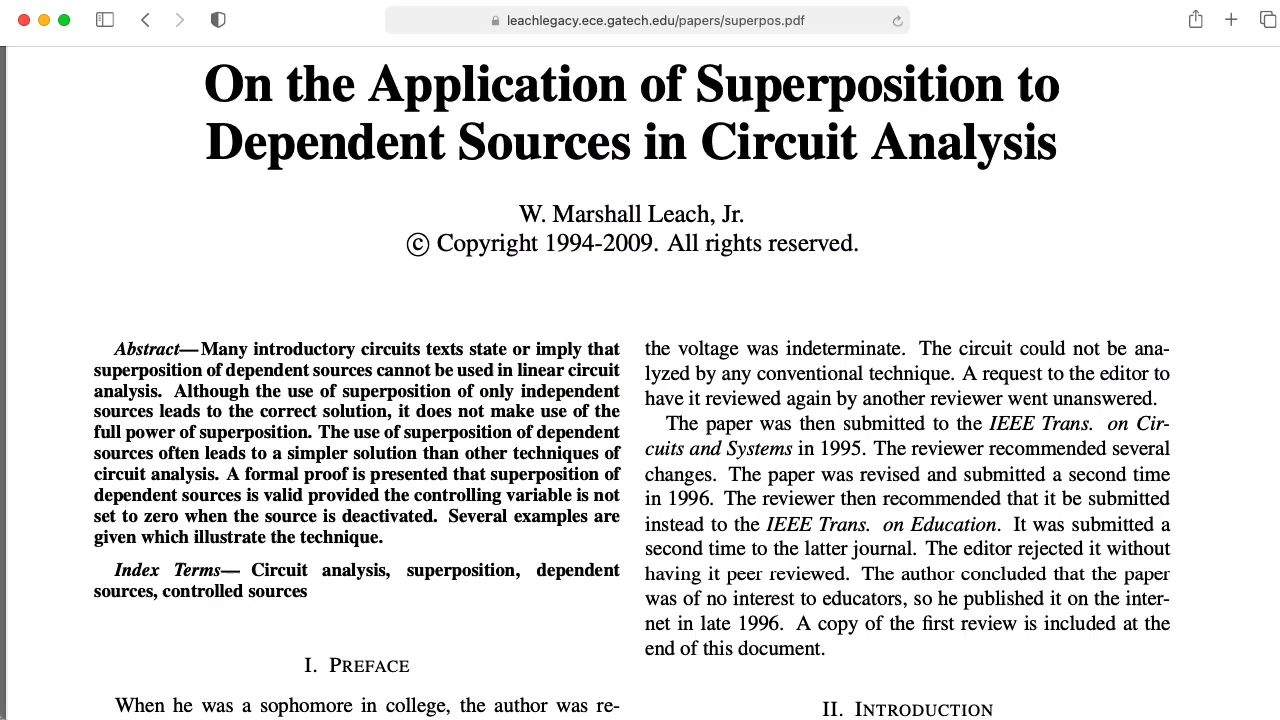 leachlegacy.ece.gatech.edu/papers/superpos.pdf
On the Application of Superposition to
Dependent Sources in Circuit Analysis
W. Marshall Leach, Jr.
© Copyright 1994-2009. All rights reserved.
Abstract—Many introductory circuits texts state or imply that
superposition of dependent sources cannot be used in linear circuit
analysis. Although the use of superposition of only independent
sources leads to the correct solution, it does not make use of the
full power of superposition. The use of superposition of dependent
sources often leads to a simpler solution than other techniques of
circuit analysis. A formal proof is presented that superposition of
dependent sources is valid provided the controlling variable is not
set to zero when the source is deactivated. Several examples are
given which illustrate the technique.
Index Terms— Circuit analysis, superposition, dependent
sources, controlled sources
I. PREFACE
When he was a sophomore in college, the author was re-
the voltage was indeterminate. The circuit could not be ana-
lyzed by any conventional technique. A request to the editor to
have it reviewed again by another reviewer went unanswered.
The paper was then submitted to the IEEE Trans. on Cir-
cuits and Systems in 1995. The reviewer recommended several
changes. The paper was revised and submitted a second time
in 1996. The reviewer then recommended that it be submitted
instead to the IEEE Trans. on Education. It was submitted a
second time to the latter journal. The editor rejected it without
having it peer reviewed. The author concluded that the paper
was of no interest to educators, so he published it on the inter-
net in late 1996. A copy of the first review is included at the
end of this document.
II. INTRODUCTION